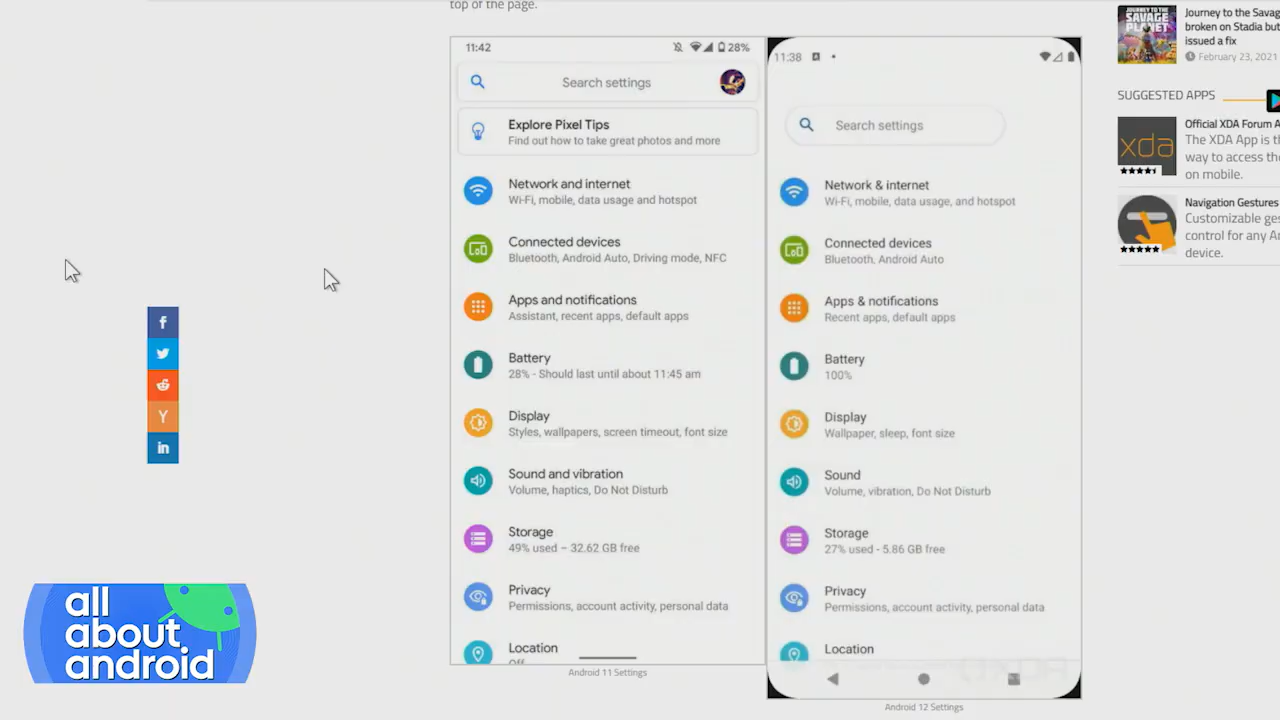 top of the page.
11:42
28%
Search settings
Explore Pixel Tips
Find out how to take great photos and more
Network and internet
Wi-Fi, mobile, data usage and hotspot
Connected devices
Bluetooth, Android Auto, Driving mode, NFC
Apps and notifications
Assistant, recent apps, default apps
Battery
28% - Should last until about 11:45 am
Display
Styles, wallpapers, screen timeout, font size
Sound and vibration
Volume, haptics, Do Not Disturb
Storage
49% used – 32.62 GB free
Privacy
Permissions, account activity, personal data
Location
Off
Android 11 Settings
11:38
Search settings
Network & internet
Wi-Fi, mobile, data usage, and hotspot
Connected devices
Bluetooth, Android Auto
Apps & notifications
Recent apps, default apps
Battery
100%
Display
Wallpaper, sleep, font size
Sound
Volume, vibration, Do Not Disturb
Storage
27% used - 5.86 GB free
Privacy
Permissions, account activity, personal data
Location
Android 12 Settings
JOURNEY TO THE
SAVAGE
PLANET
Journey to the Savag
broken on Stadia but
issued a fix
February 23, 2021
SUGGESTED APPS
xda
Official XDA Forum A
The XDA App is th
way to access the
on mobile.
Navigation Gestures
Customizable ges
control for any An
device.
f
Y
in
all
about
android